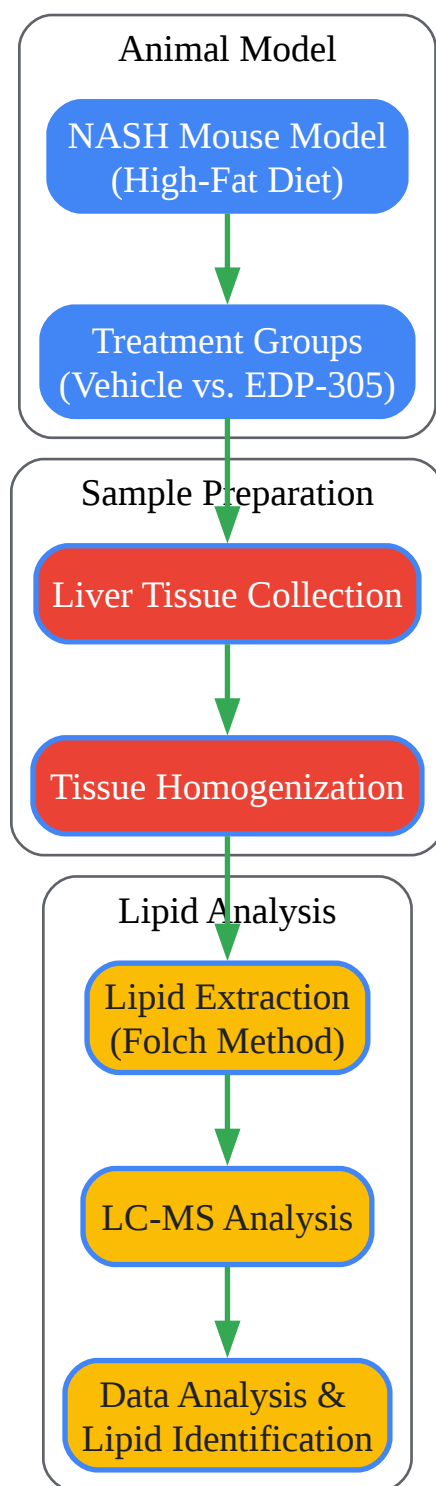 Animal Model
NASH Mouse Model
(High-Fat Diet)
Treatment Groups
(Vehicle vs. EDP-305)
Sample Preparation
Liver Tissue Collection
Tissue Homogenization
Lipid Analysis
Lipid Extraction
(Folch Method)
LC-MS Analysis
Data Analysis &
Lipid Identification